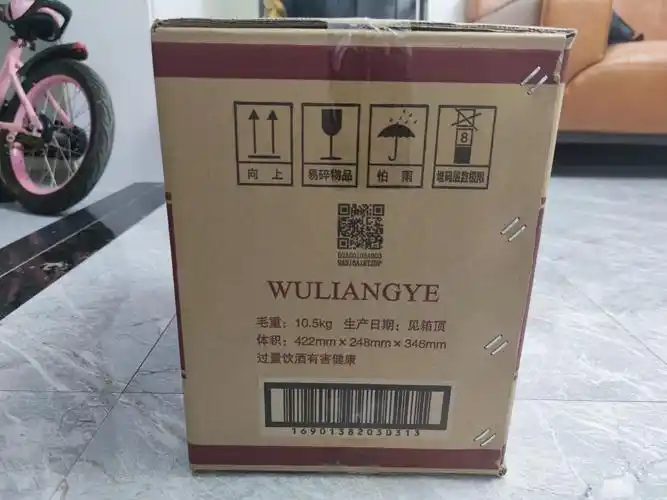 向上
易碎物品
怕雨
8
堆码层数极限
WULIANGYE
毛重：10.5kg 生产日期：见箱顶
体积：422mm×248mm×346mm
过量饮酒有害健康
16901382030313